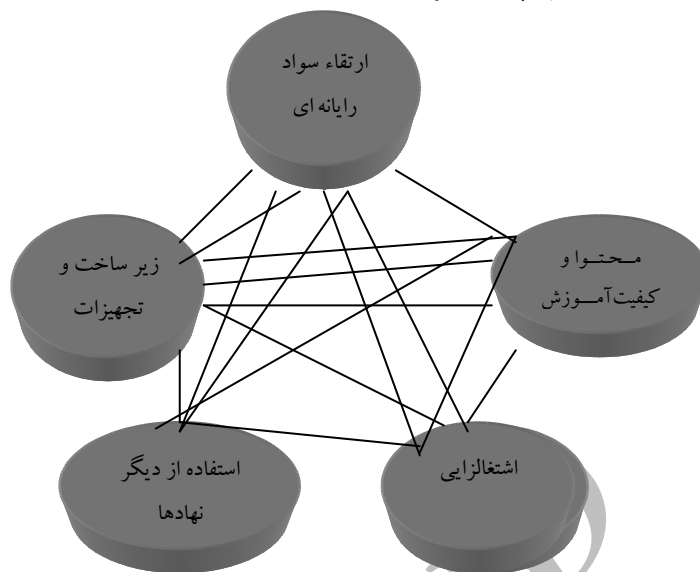 ارتقاء سواد
رایانه ای
محتوا و
کیفیت آموزش
زیر ساخت و
تجهیزات
اشتغالزایی
استفاده از دیگر
نهادها